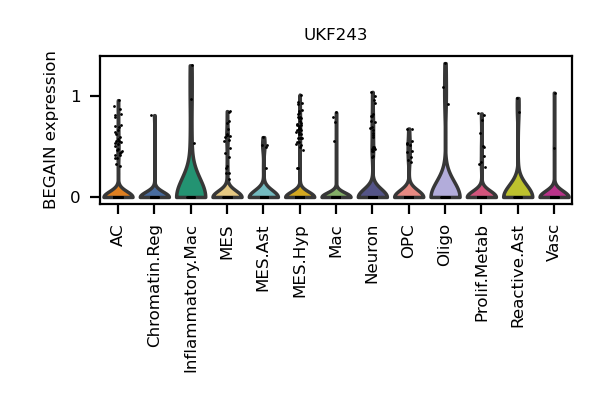 UKF243
BEGAIN expression
1
0
AC
Chromatin.Reg
Inflammatory.Mac
MES
MES.Ast
MES.Hyp
Mac
Neuron
OPC
Oligo
Prolif.Metab
Reactive.Ast
Vasc